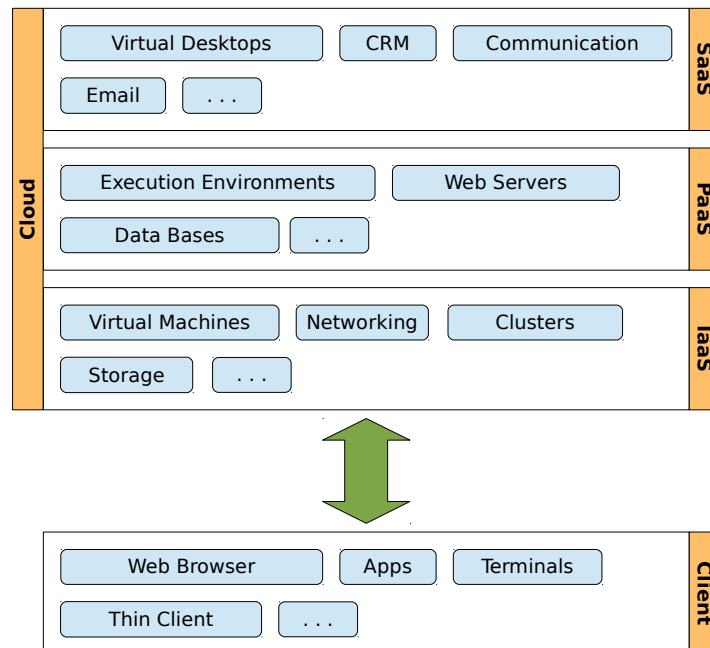 Cloud
Virtual Desktops CRM Communication
Email . . .
SaaS
Execution Environments Web Servers
Data Bases . . .
PaaS
Virtual Machines Networking Clusters
Storage . . .
IaaS
Web Browser Apps Terminals
Thin Client . . .
Client